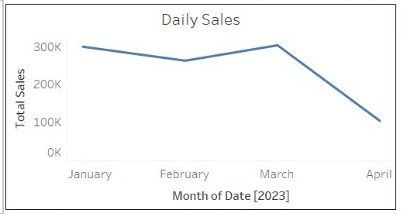 Daily Sales
Total Sales
300K
200K
100K
0K
January February March April
Month of Date [2023]